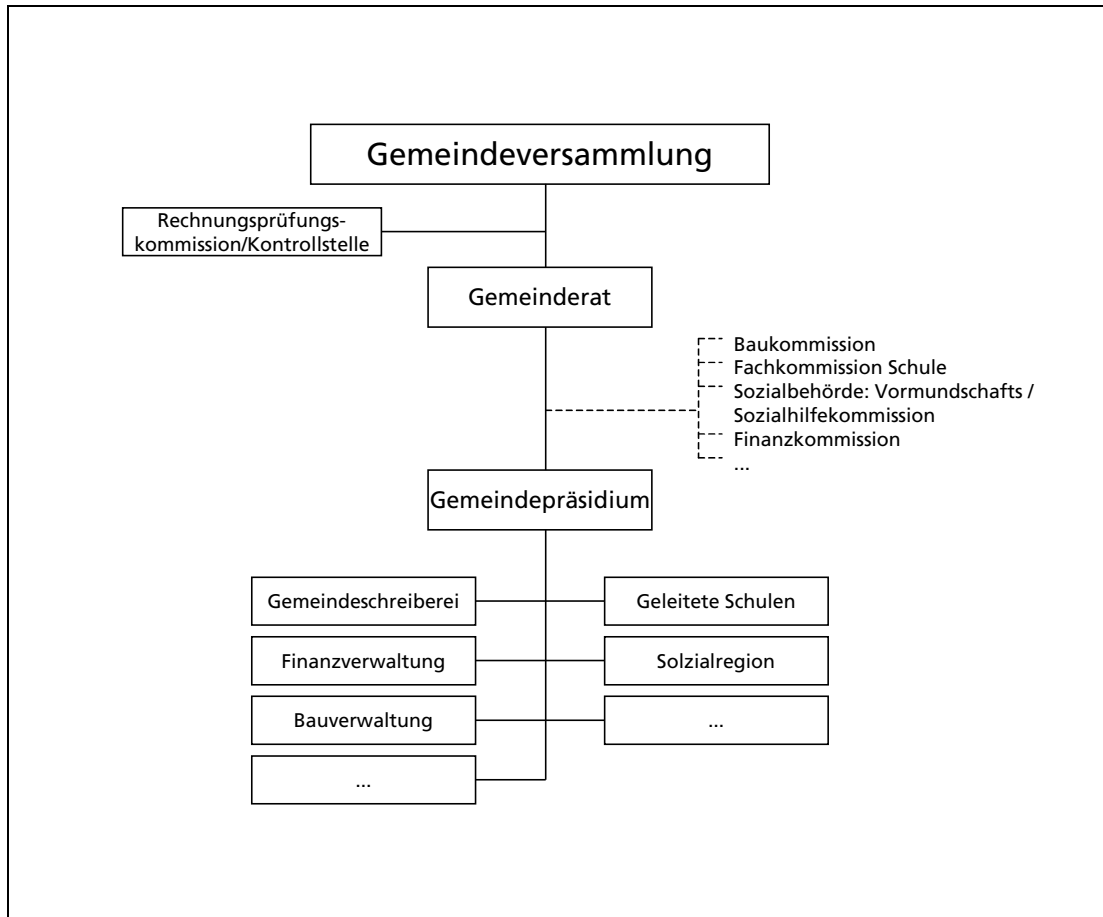 Gemeindeversammlung
Rechnungsprüfungs-
kommission/Kontrollstelle
Gemeinderat
Baukommission
Fachkommission Schule
Sozialbehörde: Vormundschafts /
Sozialhilfekommission
Finanzkommission
...
Gemeindepräsidium
Gemeindeschreiberei
Geleitete Schulen
Finanzverwaltung
Solzialregion
Bauverwaltung
...
...